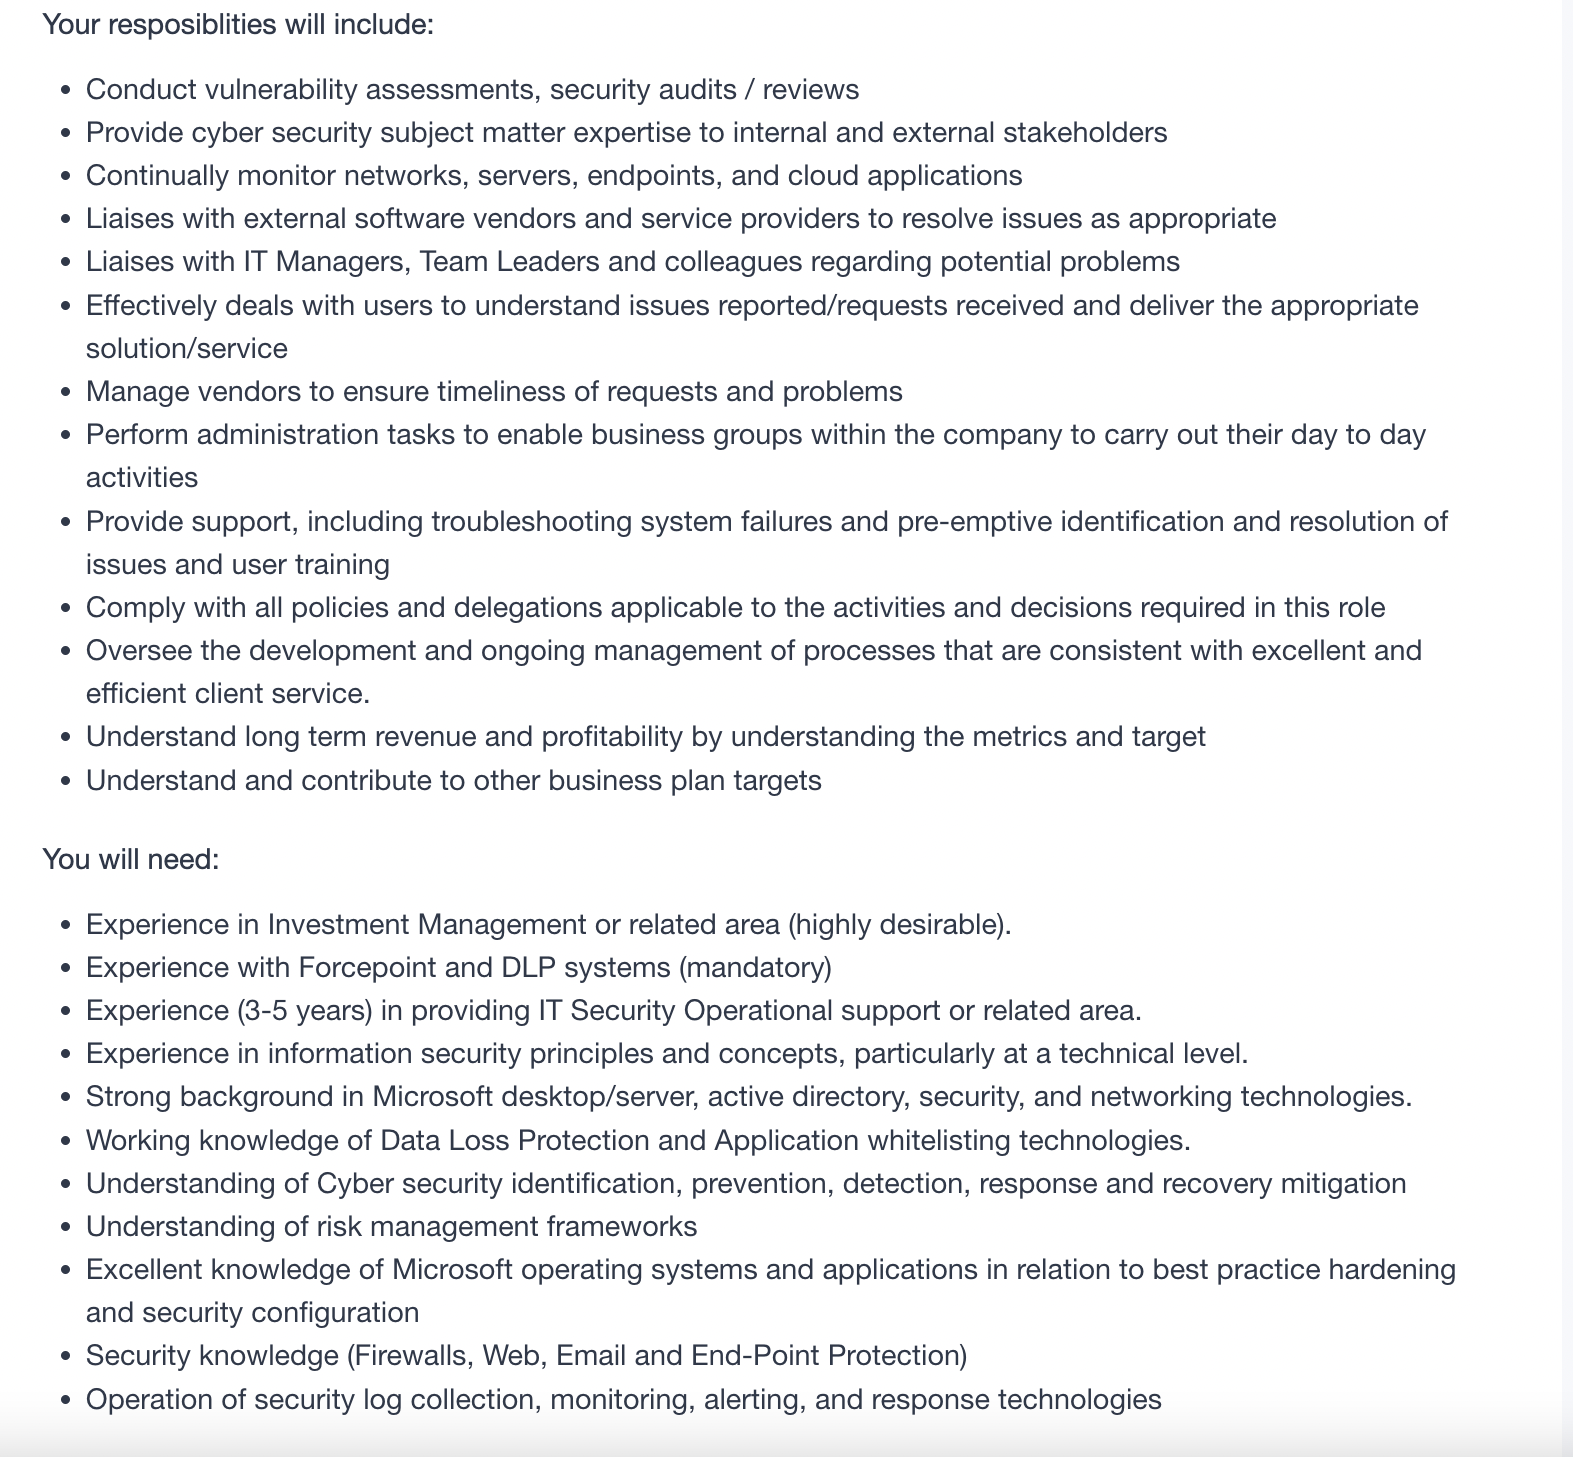 Your resposiblities will include:
• Conduct vulnerability assessments, security audits / reviews
• Provide cyber security subject matter expertise to internal and external stakeholders
• Continually monitor networks, servers, endpoints, and cloud applications
• Liaises with external software vendors and service providers to resolve issues as appropriate
• Liaises with IT Managers, Team Leaders and colleagues regarding potential problems
• Effectively deals with users to understand issues reported/requests received and deliver the appropriate
solution/service
• Manage vendors to ensure timeliness of requests and problems
• Perform administration tasks to enable business groups within the company to carry out their day to day
activities
• Provide support, including troubleshooting system failures and pre-emptive identification and resolution of
issues and user training
• Comply with all policies and delegations applicable to the activities and decisions required in this role
• Oversee the development and ongoing management of processes that are consistent with excellent and
efficient client service.
• Understand long term revenue and profitability by understanding the metrics and target
• Understand and contribute to other business plan targets
You will need:
• Experience in Investment Management or related area (highly desirable).
• Experience with Forcepoint and DLP systems (mandatory)
• Experience (3-5 years) in providing IT Security Operational support or related area.
• Experience in information security principles and concepts, particularly at a technical level.
• Strong background in Microsoft desktop/server, active directory, security, and networking technologies.
• Working knowledge of Data Loss Protection and Application whitelisting technologies.
• Understanding of Cyber security identification, prevention, detection, response and recovery mitigation
• Understanding of risk management frameworks
• Excellent knowledge of Microsoft operating systems and applications in relation to best practice hardening
and security configuration
• Security knowledge (Firewalls, Web, Email and End-Point Protection)
• Operation of security log collection, monitoring, alerting, and response technologies